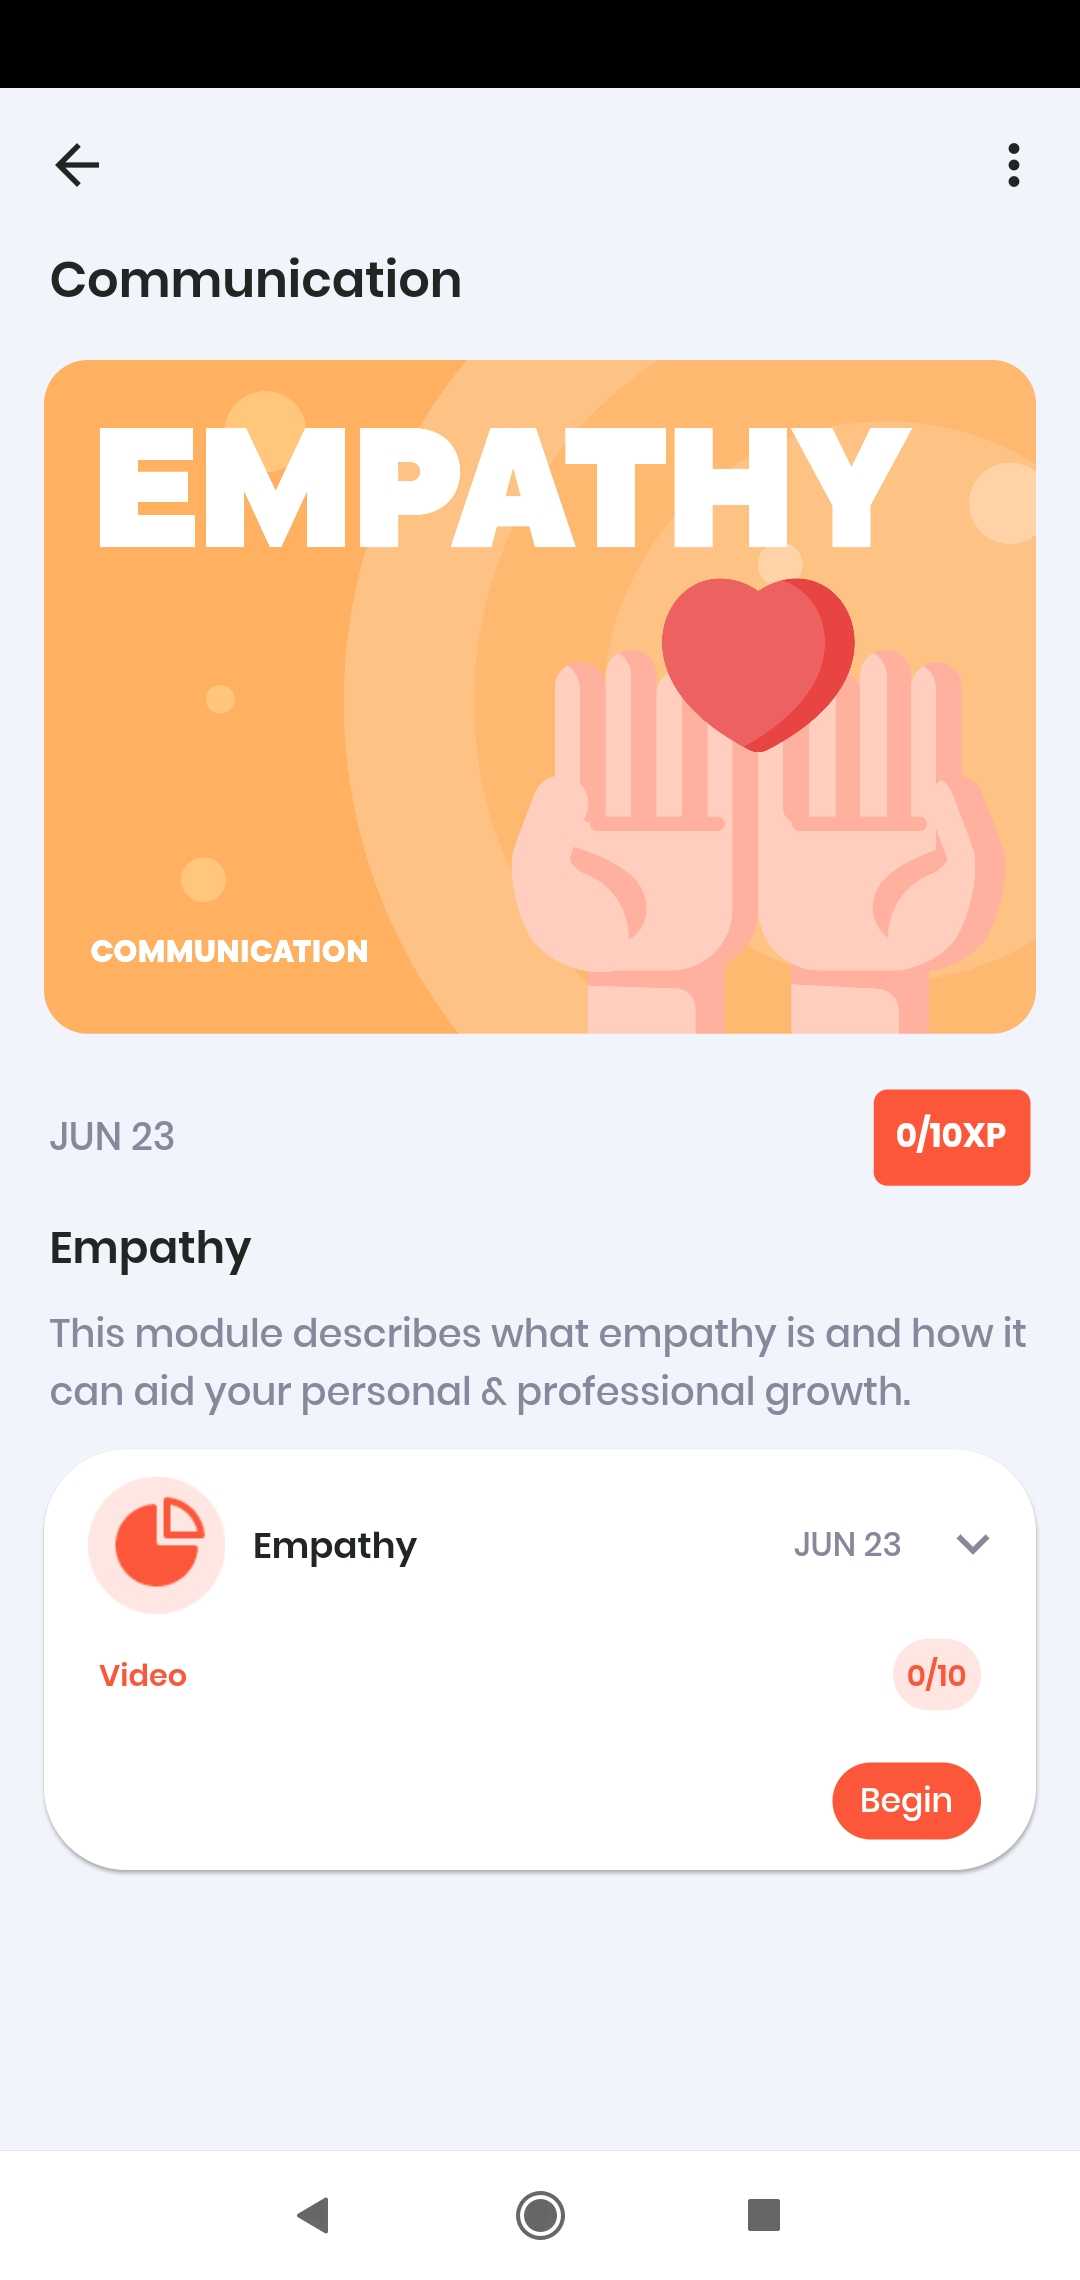 Communication
EMPATHY
COMMUNICATION
JUN 23
0/10XP
Empathy
This module describes what empathy is and how it
can aid your personal & professional growth.
Empathy
JUN 23
Video
0/10
Begin